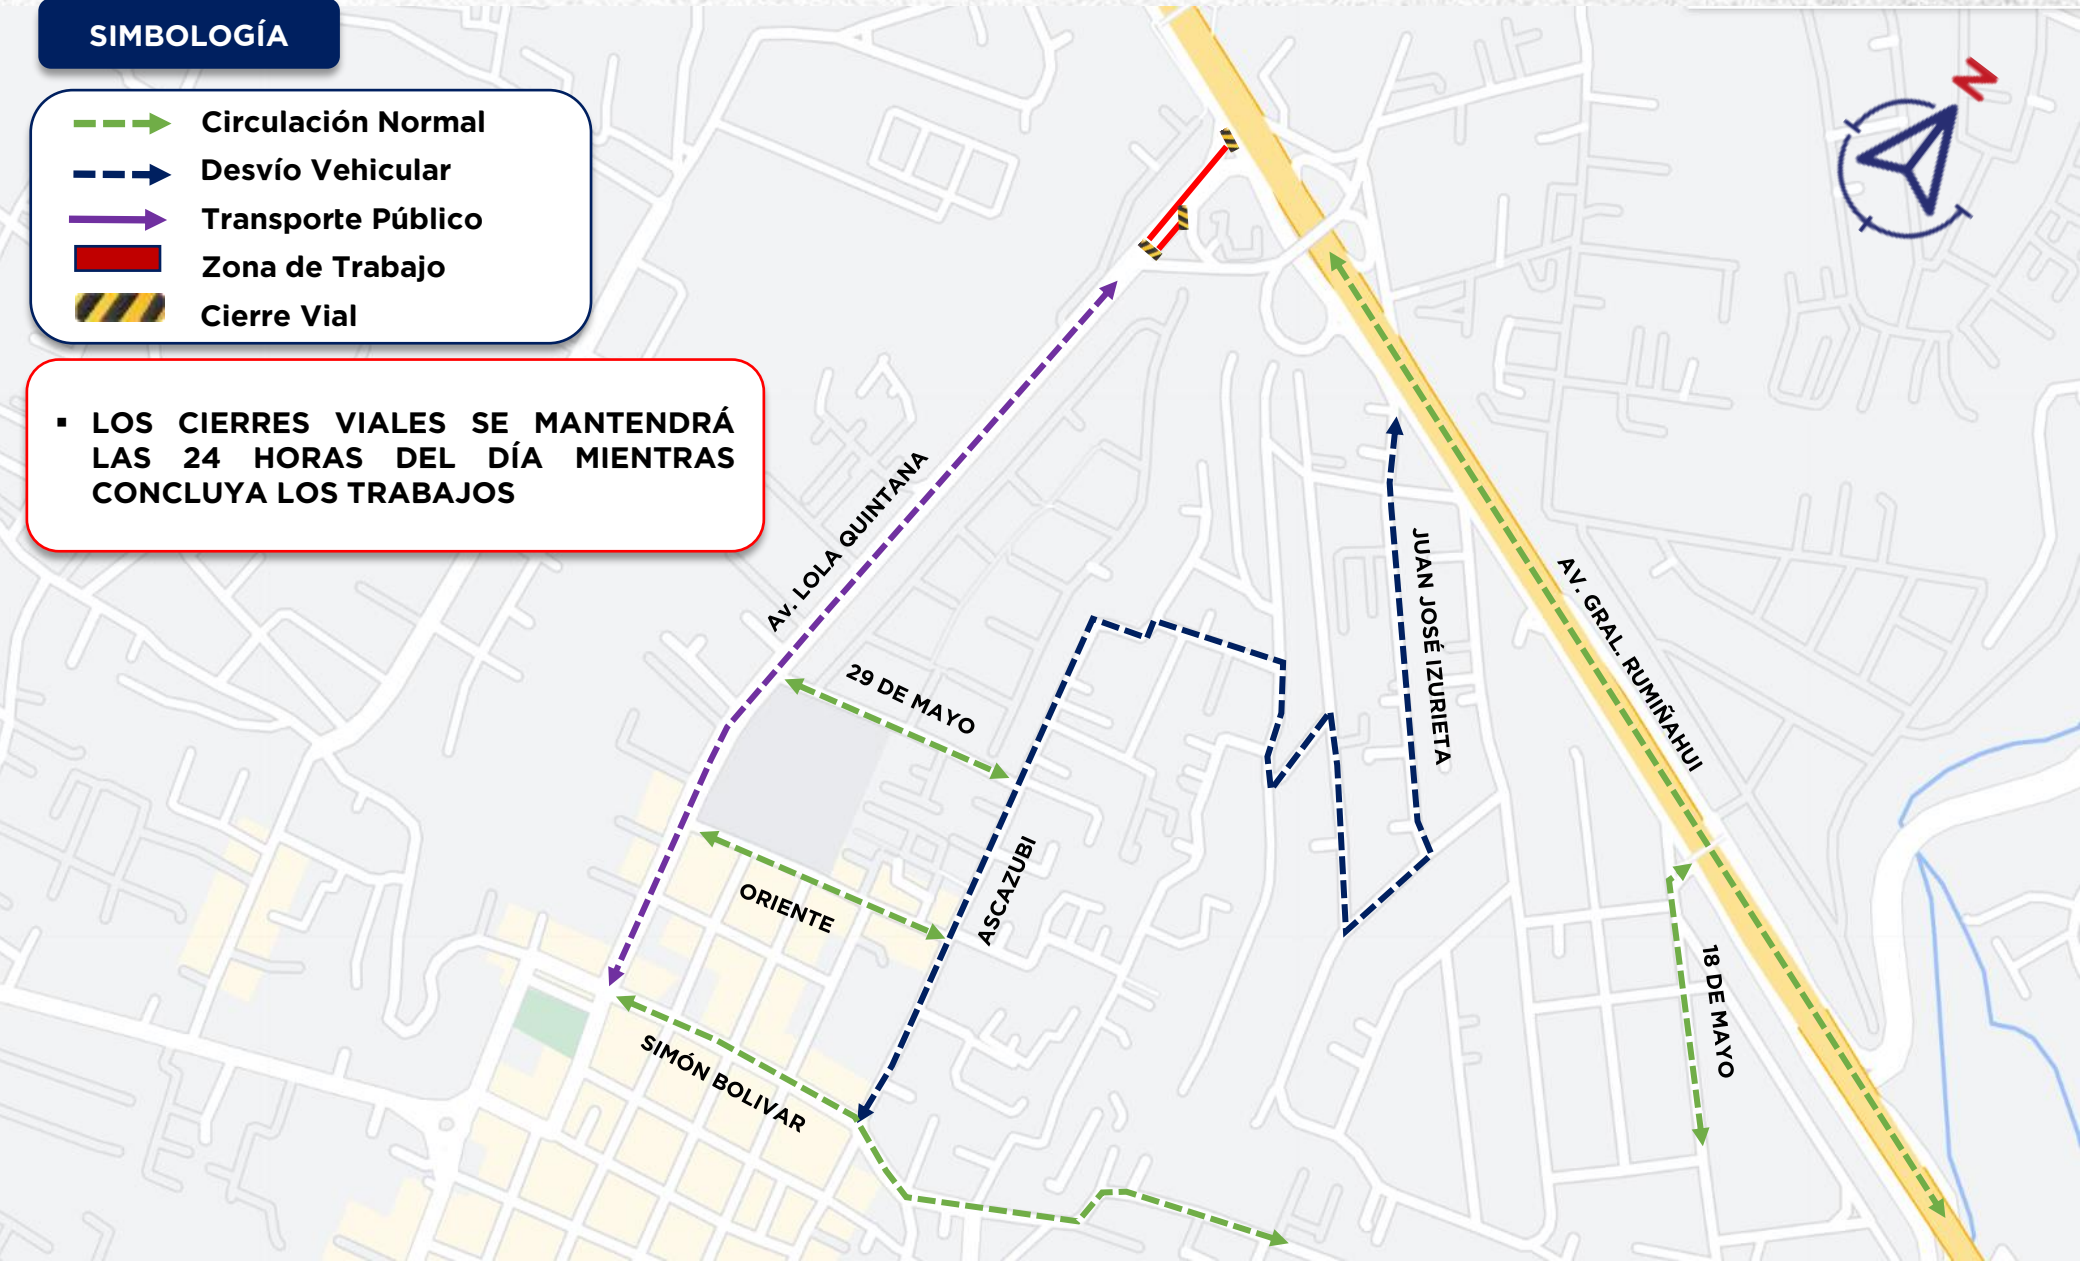 SIMBOLOGÍA
Circulación Normal
Desvío Vehicular
Transporte Público
Zona de Trabajo
Cierre Vial
▪ LOS CIERRES VIALES SE MANTENDRÁ
LAS 24 HORAS DEL DÍA MIENTRAS
CONCLUYA LOS TRABAJOS
N
Av. LOLA QUINTANA
29 DE MAYO
ORIENTE
SIMÓN BOLIVAR
ASCAZUBI
JUAN JOSÉ IZURIETA
AV. GRAL. RUMIÑAHUI
18 DE MAYO